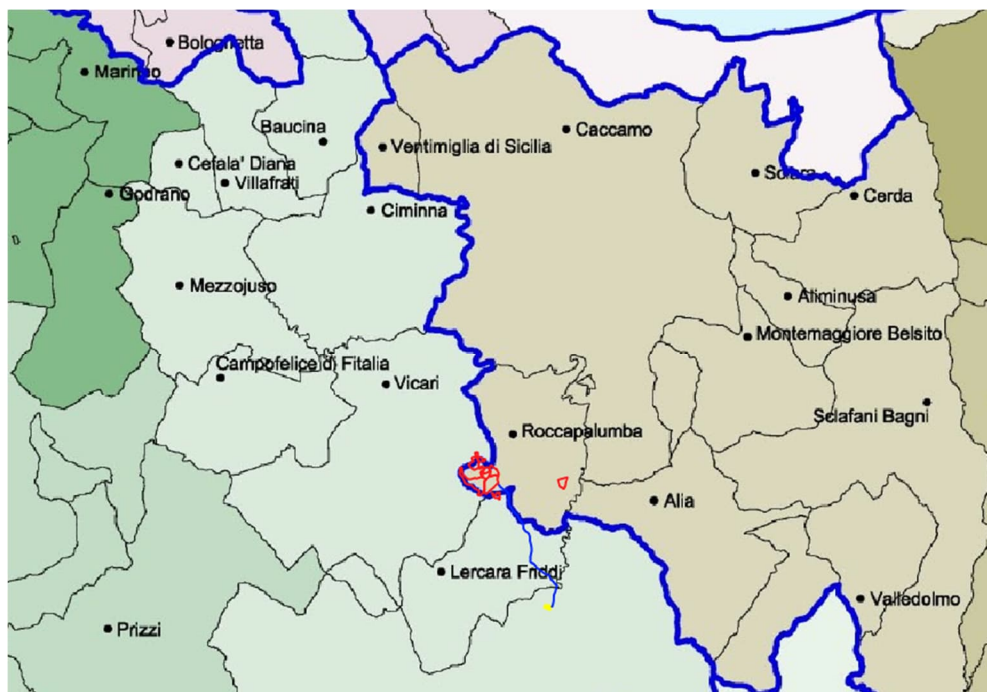 Bolognetta
Marineo
Baucina
Caccamo
Ventimiglia di Sicilia
Cefala' Diana
Villafrati
Sciara
Godrano
Cerda
Ciminna
Mezzojuso
Aliminusa
Montemaggiore Belsito
Campofelice di Fitalia
Vicari
Sclafani Bagni
Roccapalumba
Alia
Lercara Friddi
Valledolmo
Prizzi